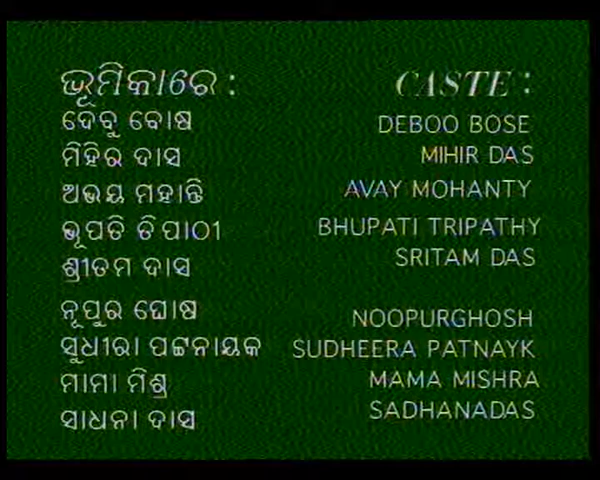 ଭୂମିକାରେ : CASTE :
ଦେବୁ ବୋଷ DEBOO BOSE
ମିହିର ଦାସ MIHIR DAS
ଅଭୟ ମହାନ୍ତି AVAY MOHANTY
ଭୂପତି ତ୍ରିପାଠୀ BHUPATI TRIPATHY
ଶ୍ରୀତମ ଦାସ SRITAM DAS
ନୂପୁର ଘୋଷ NOOPURGHOSH
ସୁଧୀରା ପଟ୍ଟନାୟକ SUDHEERA PATNAYK
ମାମା ମିଶ୍ର MAMA MISHRA
ସାଧନା ଦାସ SADHANADAS